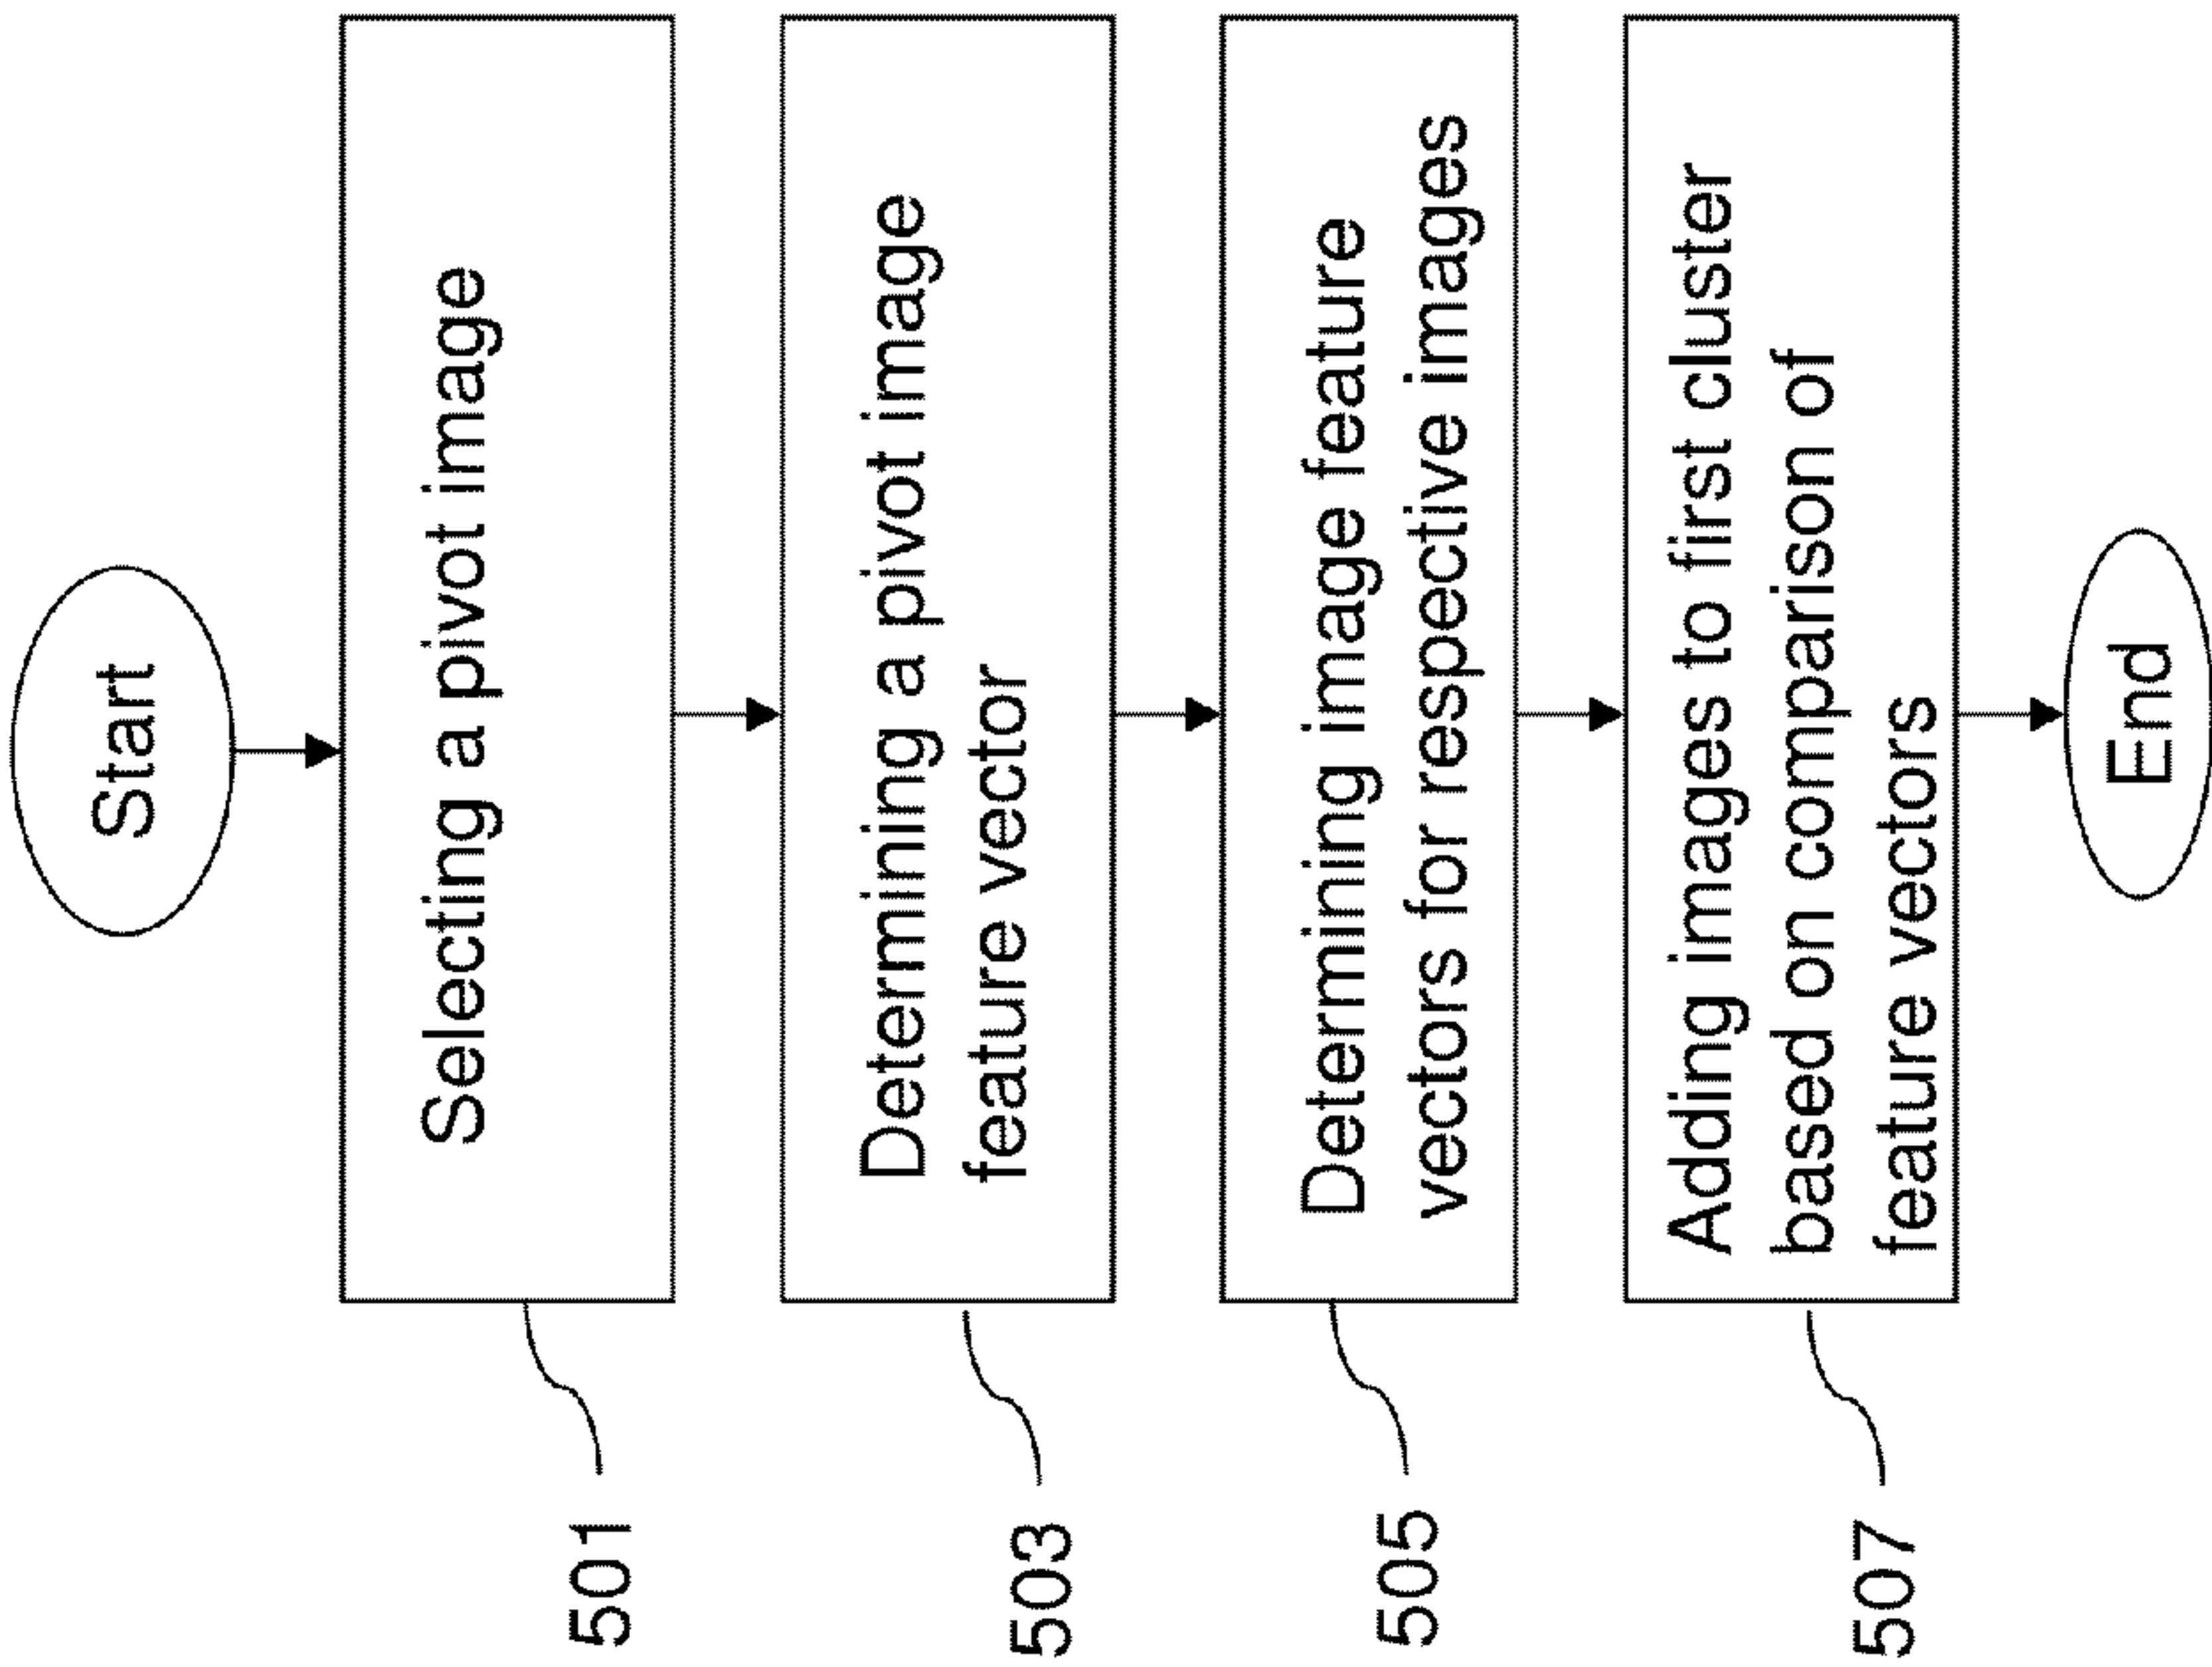 Start
Selecting a pivot image
501
Determining a pivot image
feature vector
503
Determining image feature
vectors for respective images
505
Adding images to first cluster
based on comparison of
feature vectors
507
End